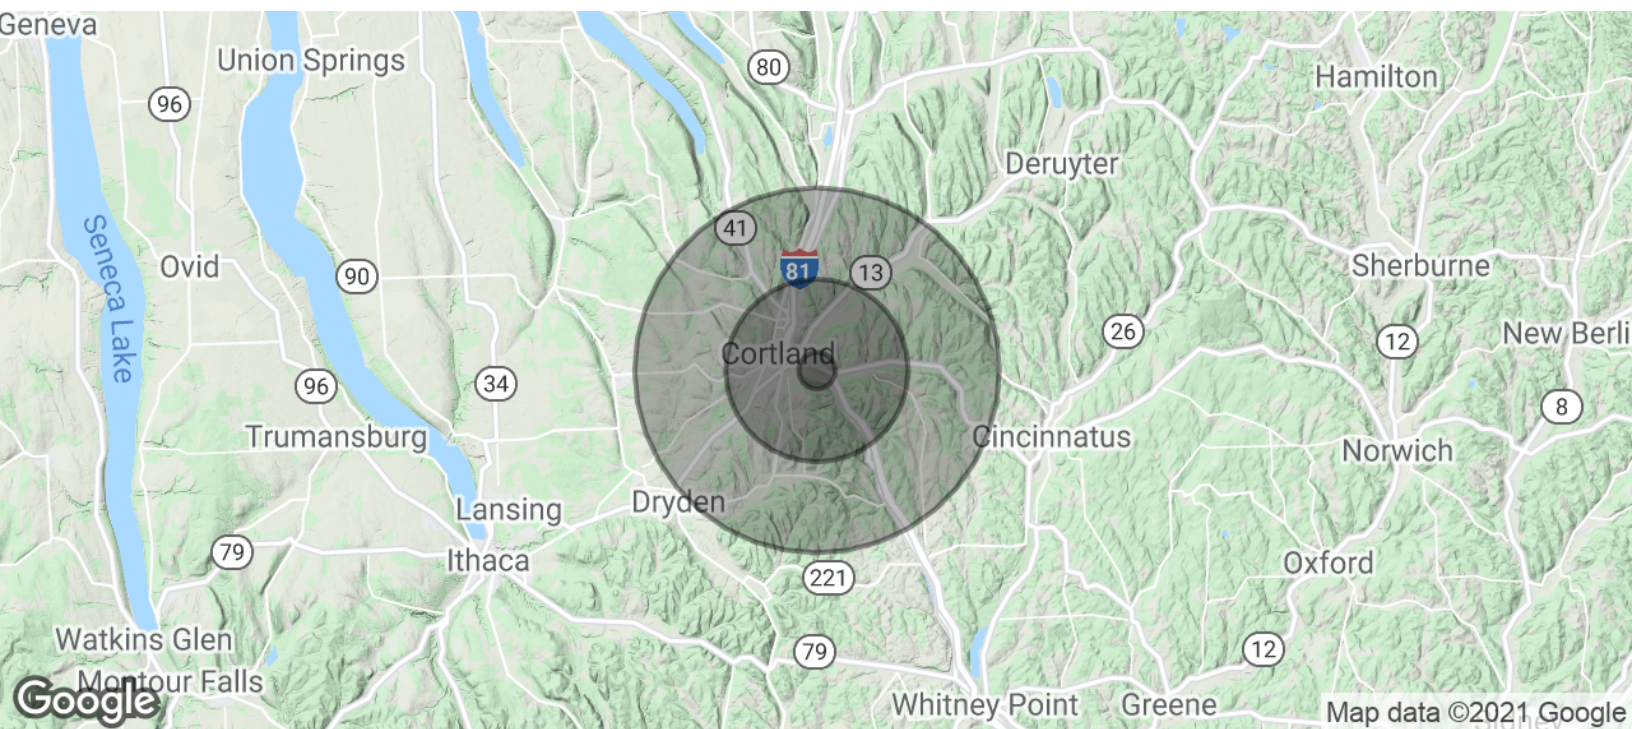 Geneva
Union Springs
80
Hamilton
96
Deruyter
Seneca Lake
41
Ovid
90
81
13
Sherburne
26
12
New Berli
Cortland
96
34
8
Trumansburg
Cincinnatus
Norwich
Lansing
Dryden
79
Ithaca
221
Oxford
Watkins Glen
79
12
Montour Falls
Google
Whitney Point
Greene
Map data ©2021 Google
Sidney